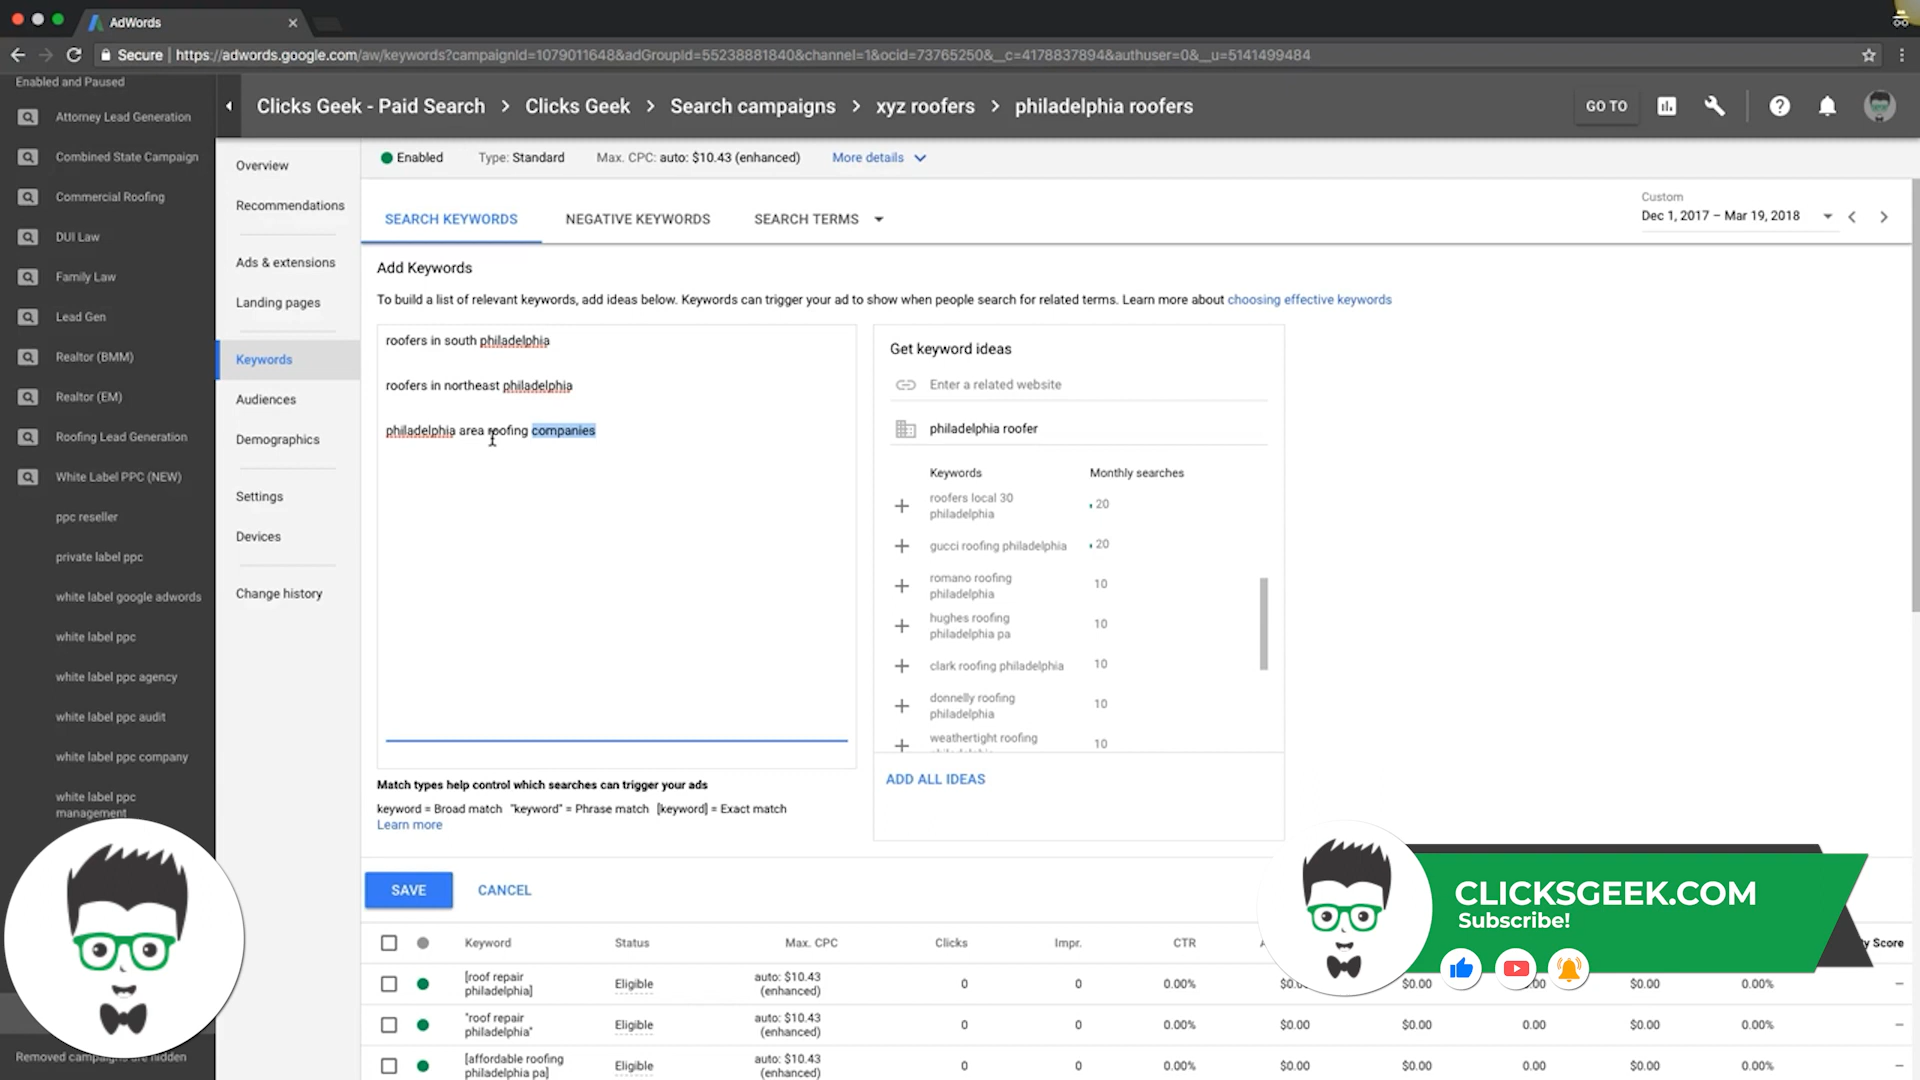 AdWords
Secure | https://adwords.google.com/aw/keywords?campaignId=1079011648&adGroupId=55238881840&channel=1&ocid=73765250&__c=4178837894&authuser=0&__u=5141499484
Enabled and Paused
Attorney Lead Generation
Combined State Campaign
Commercial Roofing
DUI Law
Family Law
Lead Gen
Realtor (BMM)
Realtor (EM)
Roofing Lead Generation
White Label PPC (NEW)
ppc reseller
private label ppc
white label google adwords
white label ppc
white label ppc agency
white label ppc audit
white label ppc company
white label ppc
management
Removed campaigns are hidden
Clicks Geek - Paid Search > Clicks Geek > Search campaigns > xyz roofers > philadelphia roofers
GO TO
Overview
Recommendations
Ads & extensions
Landing pages
Keywords
Audiences
Demographics
Settings
Devices
Change history
Enabled Type: Standard Max. CPC: auto: $10.43 (enhanced) More details
SEARCH KEYWORDS NEGATIVE KEYWORDS SEARCH TERMS
Custom
Dec 1, 2017 – Mar 19, 2018
Add Keywords
To build a list of relevant keywords, add ideas below. Keywords can trigger your ad to show when people search for related terms. Learn more about choosing effective keywords
roofers in south philadelphia
roofers in northeast philadelphia
philadelphia area roofing companies
Get keyword ideas
Enter a related website
philadelphia roofer
Keywords Monthly searches
roofers local 30
philadelphia 20
gucci roofing philadelphia 20
romano roofing
philadelphia 10
hughes roofing
philadelphia pa 10
clark roofing philadelphia 10
donnelly roofing
philadelphia 10
weathertight roofing 10
ADD ALL IDEAS
Match types help control which searches can trigger your ads
keyword = Broad match "keyword" = Phrase match [keyword] = Exact match
Learn more
SAVE CANCEL
CLICKSGEEK.COM
Subscribe!
Keyword Status Max. CPC Clicks Impr. CTR Score
[roof repair
philadelphia] Eligible auto: $10.43
(enhanced) 0 0 0.00% $0.00 $0.00 0.00%
"roof repair
philadelphia" Eligible auto: $10.43
(enhanced) 0 0 0.00% $0.00 $0.00 0.00 $0.00 0.00% –
[affordable roofing
philadelphia pa] Eligible auto: $10.43
(enhanced) 0 0 0.00% $0.00 $0.00 0.00 $0.00 0.00% –